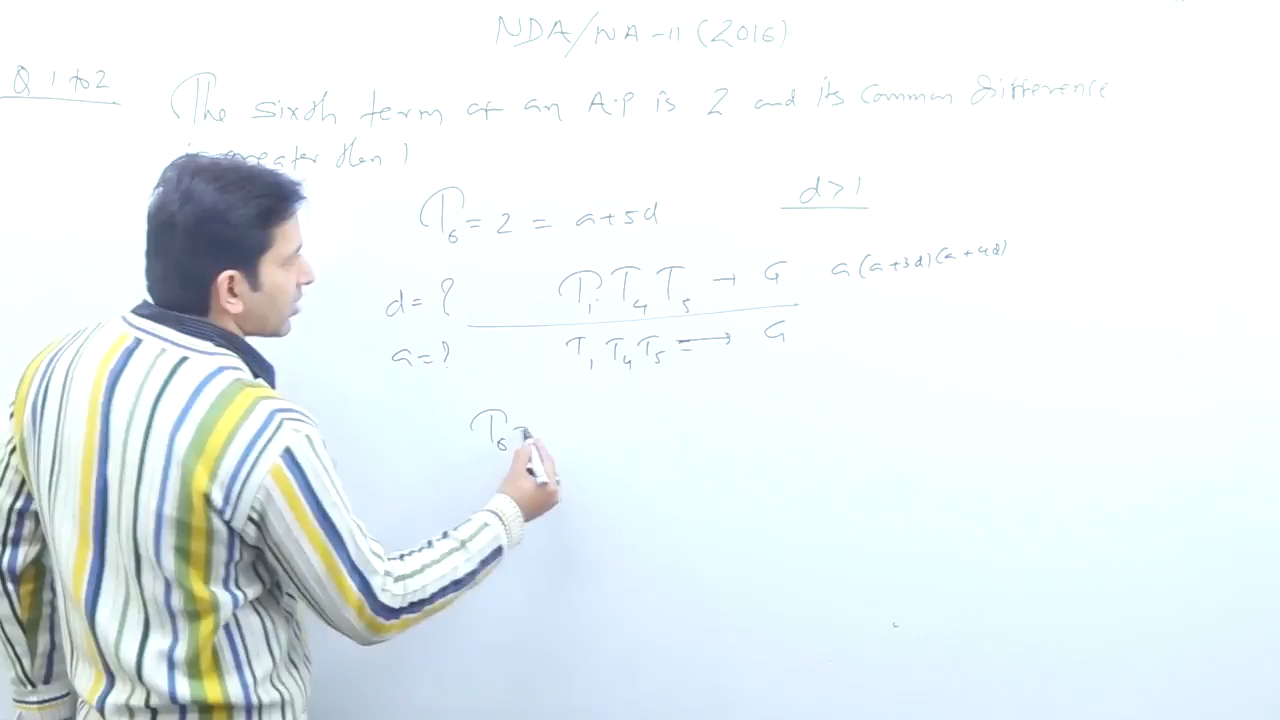 NDA/NA-II (2016)
Q 1 to 2
The sixth term of an A.P is 2 and its common difference
is greater then 1
d > 1
T6 = 2 = a + 5d
a (a + 3d) (a + 4d)
d = ? T1 T4 T5 → G
a = ? T1 T4 T5 = → G
T6 =